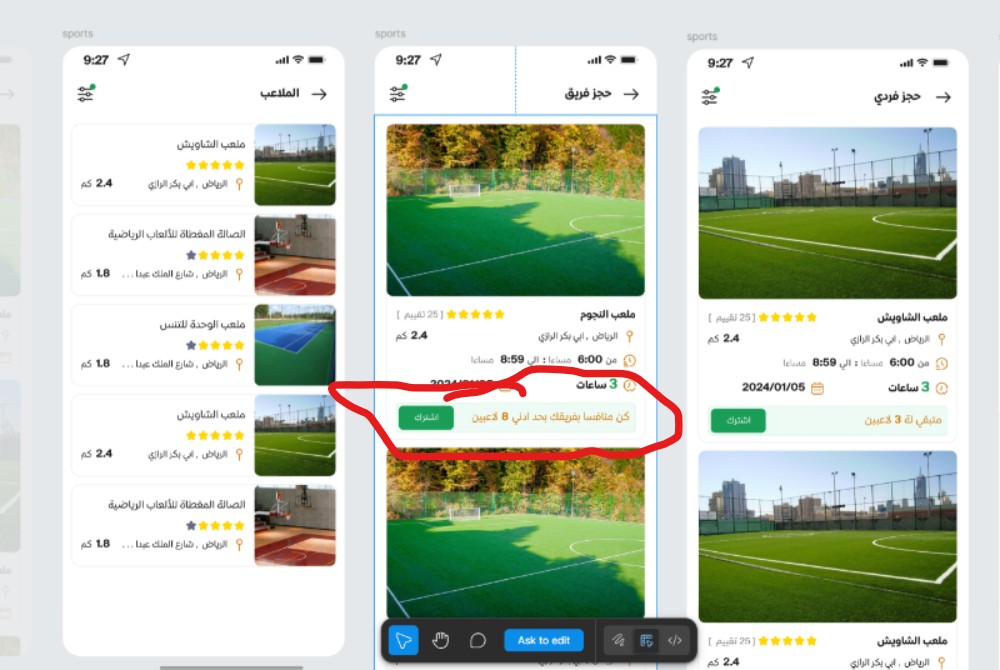 sports
9:27
الملاعب
ملعب الشاويش
الرياض , ابي بكر الرازي
2.4 كم
الصالة المغطاة للألعاب الرياضية
الرياض , شارع الملك عبدا ...
1.8 كم
ملعب الوحدة للتنس
الرياض , شارع الملك عبدا ...
1.8 كم
ملعب الشاويش
الرياض , ابي بكر الرازي
2.4 كم
الصالة المغطاة للألعاب الرياضية
الرياض , شارع الملك عبدا ...
1.8 كم
sports
9:27
حجز فريق
ملعب النجوم
[ 25 تقييم ]
الرياض , ابي بكر الرازي
2.4 كم
من 6:00 مساءا : الي 8:59 مساءا
3 ساعات
كن منافسا بفريقك بحد ادني 8 لاعبين
اشترك
sports
9:27
حجز فردي
ملعب الشاويش
[ 25 تقييم ]
الرياض , ابي بكر الرازي
2.4 كم
من 6:00 مساءا : الي 8:59 مساءا
3 ساعات
2024/01/05
متبقي لك 3 لاعبين
اشترك
ملعب الشاويش
[ 25 تقييم ]
الرياض , ابي بكر الرازي
Ask to edit